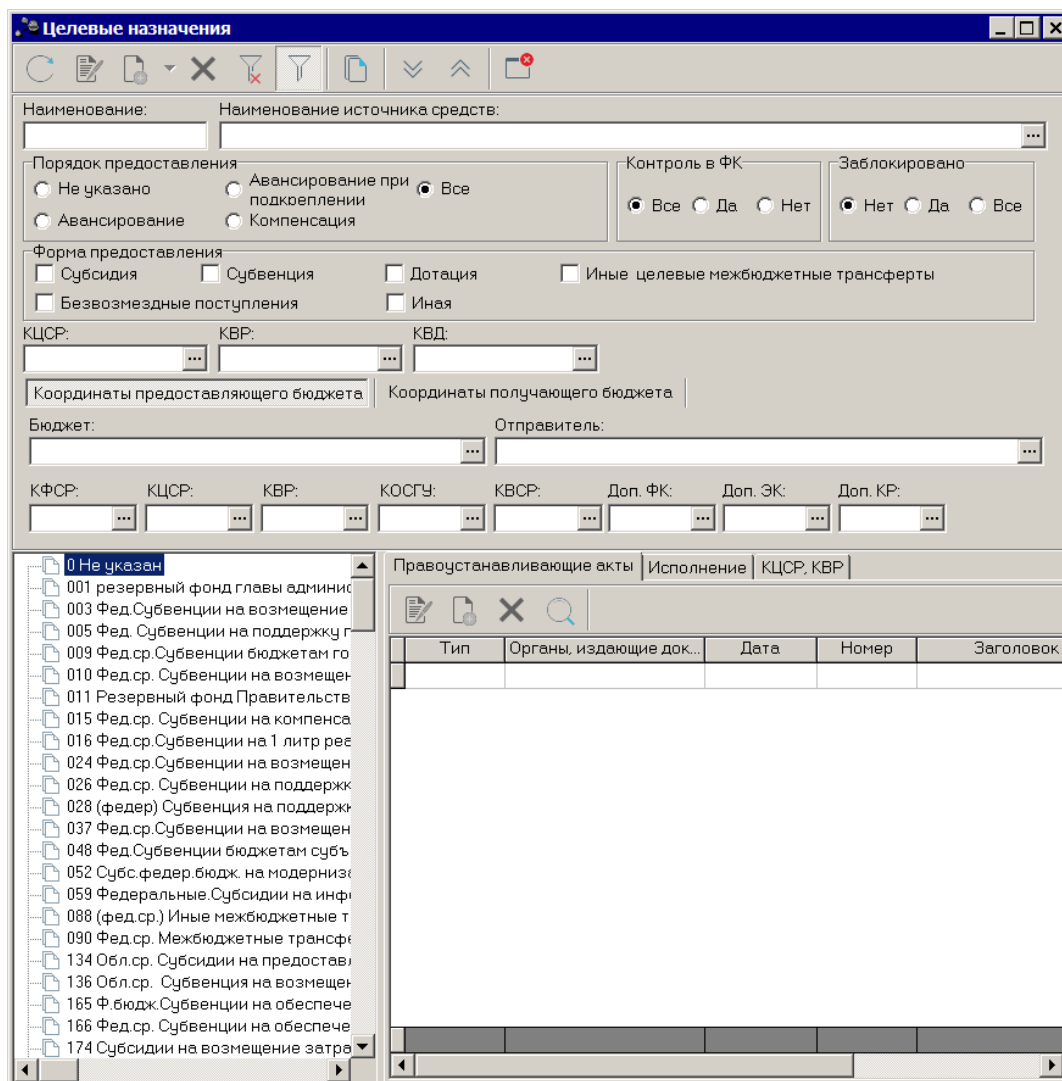 Целевые назначения
Наименование: Наименование источника средств:
Порядок предоставления Контроль в ФК Заблокировано
Не указано Авансирование при подкреплении Все
Все Да Нет Нет Да Все
Авансирование Компенсация
Форма предоставления
Субсидия Субвенция Дотация Иные целевые межбюджетные трансферты
Безвозмездные поступления Иная
КЦСР: КВР: КВД:
Координаты предоставляющего бюджета Координаты получающего бюджета
Бюджет: Отправитель:
КФСР: КЦСР: КВР: КОСГУ: КВСР: Доп. ФК: Доп. ЭК: Доп. КР:
0 Не указан
001 резервный фонд главы админис
003 Фед.Субвенции на возмещение
005 Фед. Субвенции на поддержку п
009 Фед.ср.Субвенции бюджетам го
010 Фед.ср. Субвенции на возмещен
011 Резервный фонд Правительств
015 Фед.ср. Субвенции на компенса
016 Фед.ср.Субвенции на 1 литр реа
024 Фед.ср. Субвенции на возмещен
026 Фед.ср. Субвенции на поддержк
028 (федер) Субвенция на поддержк
037 Фед.ср.Субвенции на возмещен
048 Фед.Субвенции бюджетам субъ
052 Субс.федер.бюдж. на модерниза
059 Федеральные.Субсидии на инф
088 (фед.ср.) Иные межбюджетные т
090 Фед.ср. Межбюджетные трансфе
134 Обл.ср. Субсидии на предостав
136 Обл.ср. Субвенция на возмещен
165 Ф.бюдж.Субвенции на обеспече
166 Фед.ср. Субвенции на обеспече
174 Субсидии на возмещение затра
Правоустанавливающие акты Исполнение КЦСР, КВР
Тип Органы, издающие док... Дата Номер Заголовок